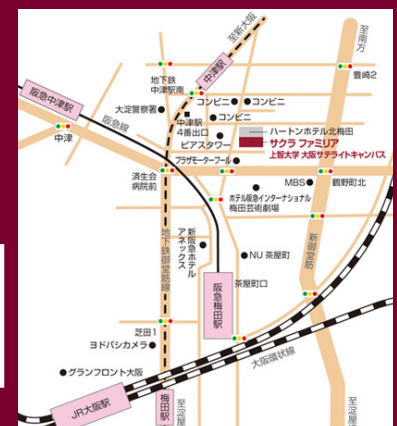 至新大阪
至南方
地下鉄
中津駅南
中津駅
豊崎2
阪急中津駅
大淀警察署
コンビニ
コンビニ
中津駅
4番出口
コンビニ
ハートンホテル北梅田
阪急線
中津
ピアスタワー
サクラ ファミリア
上智大学 大阪サテライトキャンパス
プラザモータープール
済生会
病院前
MBS
鶴野町北
ホテル阪急インターナショナル
梅田芸術劇場
地下鉄御堂筋線
新阪急ホテル
アネックス
新御堂筋
NU 茶屋町
阪急梅田駅
茶屋町口
芝田1
ヨドバシカメラ
大阪環状線
グランフロント大阪
JR大阪駅
梅田駅
至淀屋
至淀屋